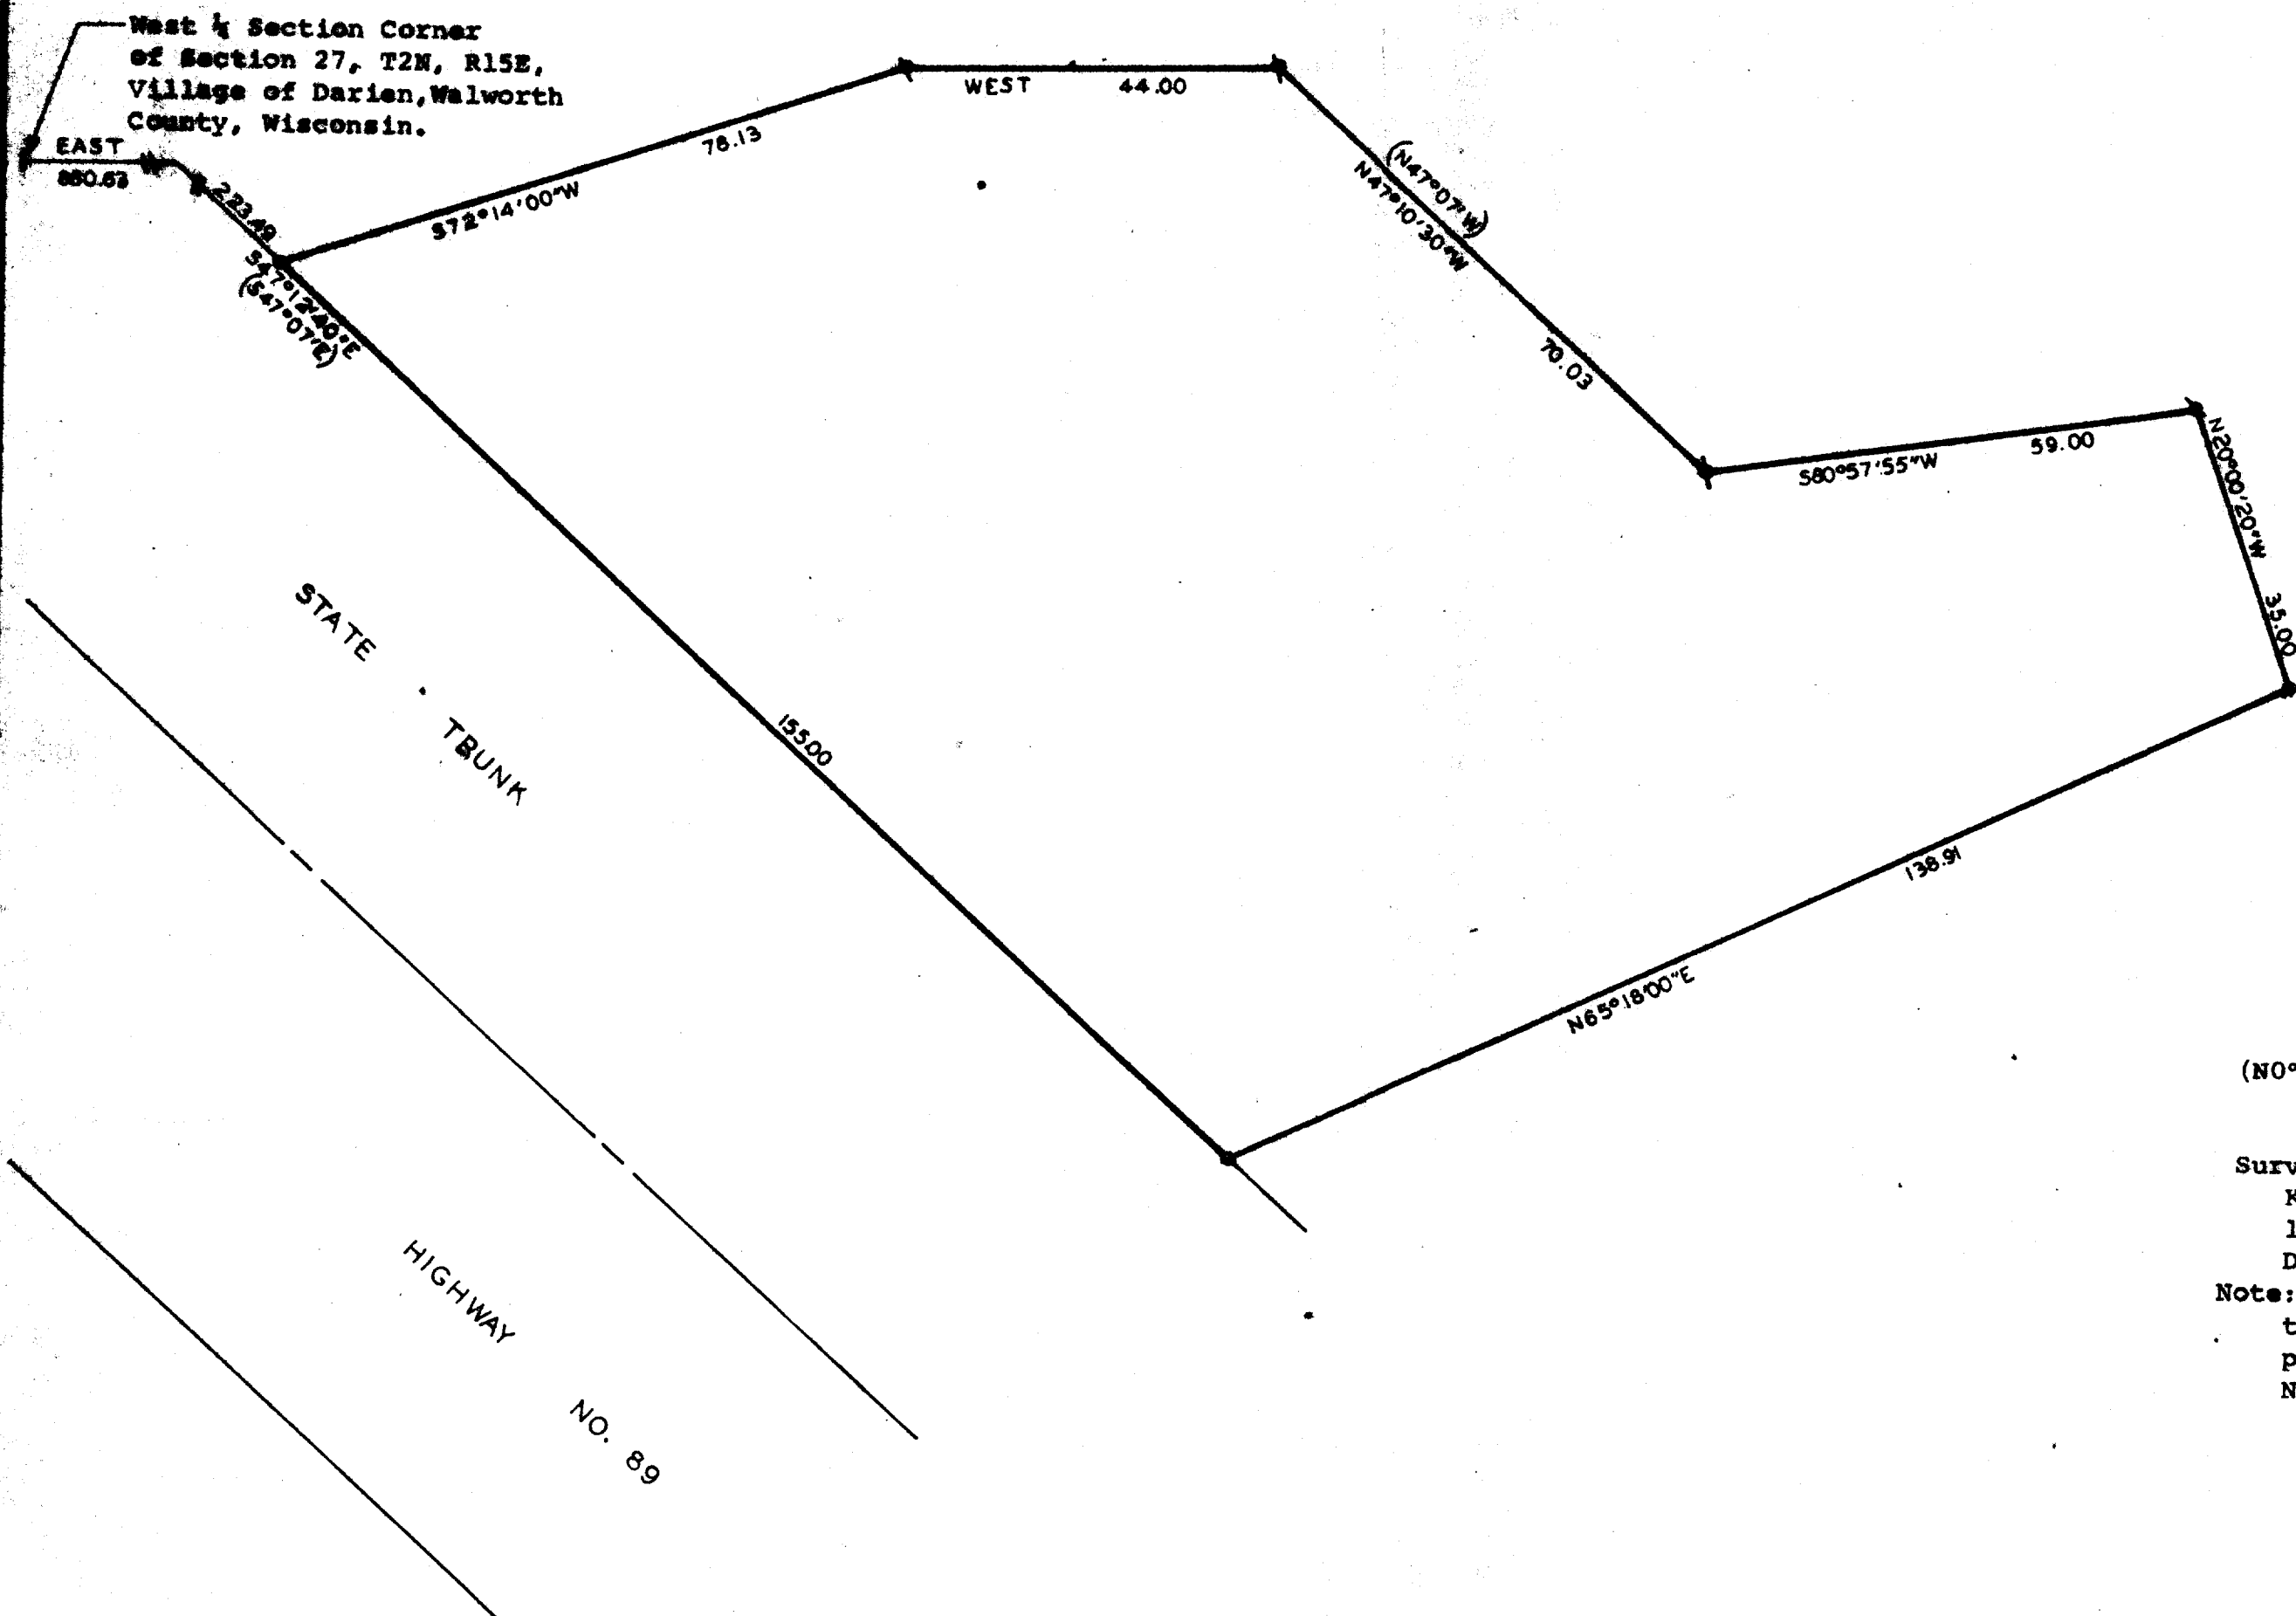 West ¼ Section Corner
of Section 27, T2N, R15E,
Village of Darien, Walworth
County, Wisconsin.
EAST
223.49
S47°12'40"E
(S47°07'E)
S72°14'00"W
78.13
WEST 44.00
(N47°07'W)
N47°10'30"W
70.03
S80°57'55"W
59.00
N20°00'20"W
35.00
155.00
138.91
N65°18'00"E
STATE
TRUNK
HIGHWAY
NO. 89
(N0°
Surv
K
1
D
Note:
t
p
N